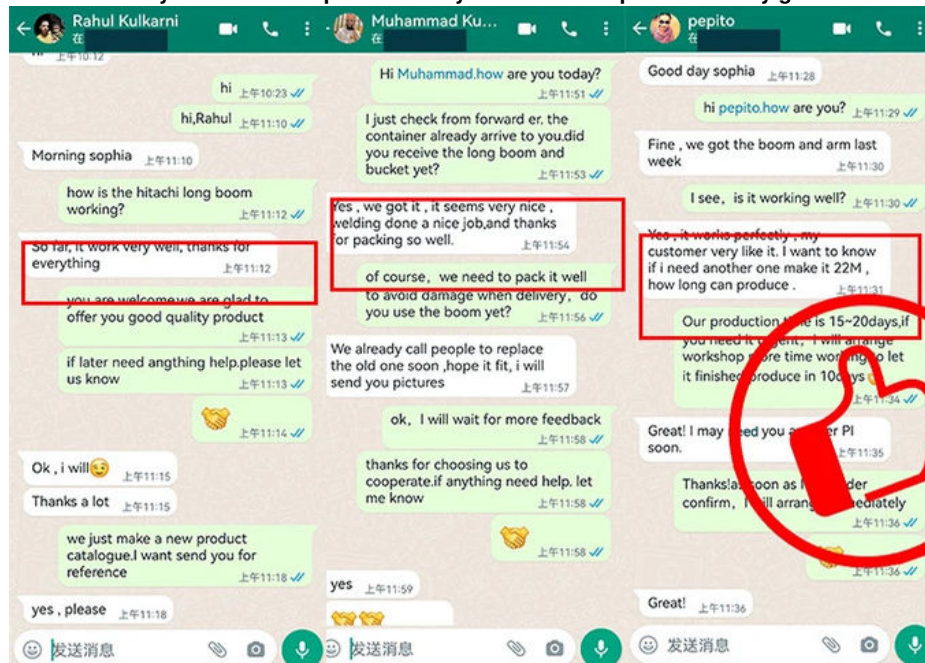 Rahul Kulkarni
在
上午10:12
hi 上午10:23
hi,Rahul 上午11:10
Morning sophia 上午11:10
how is the hitachi long boom
working? 上午11:12
So far, it work very well, thanks for
everything 上午11:12
you are welcome we are glad to
offer you good quality product
上午11:13
if later need angthing help.please let
us know 上午11:13
上午11:14
Ok , i will 上午11:15
Thanks a lot 上午11:15
we just make a new product
catalogue.I want send you for
reference 上午11:18
yes , please 上午11:18
发送消息
Muhammad Ku...
在
Hi Muhammad.how are you today?
上午11:51
I just check from forward er. the
container already arrive to you.did
you receive the long boom and
bucket yet? 上午11:53
Yes , we got it , it seems very nice ,
welding done a nice job,and thanks
for packing so well. 上午11:54
of course, we need to pack it well
to avoid damage when delivery, do
you use the boom yet? 上午11:56
We already call people to replace
the old one soon ,hope it fit, i will
send you pictures 上午11:57
ok, I will wait for more feedback
上午11:58
thanks for choosing us to
cooperate.if anything need help. let
me know 上午11:58
上午11:58
yes 上午11:59
发送消息
pepito
在
Good day sophia 上午11:28
hi pepito.how are you? 上午11:29
Fine , we got the boom and arm last
week 上午11:30
I see, is it working well? 上午11:30
Yes , it works perfectly , my
customer very like it. I want to know
if i need another one make it 22M ,
how long can produce . 上午11:31
Our production time is 15~20days,if
you need it urgent, I will arrange
workshop more time working to let
it finished produce in 10days
上午11:34
Great! I may need you PI
soon. 上午11:35
Thanks!as soon as
confirm, I will arrange immediately
上午11:36
上午11:36
Great! 上午11:36
发送消息